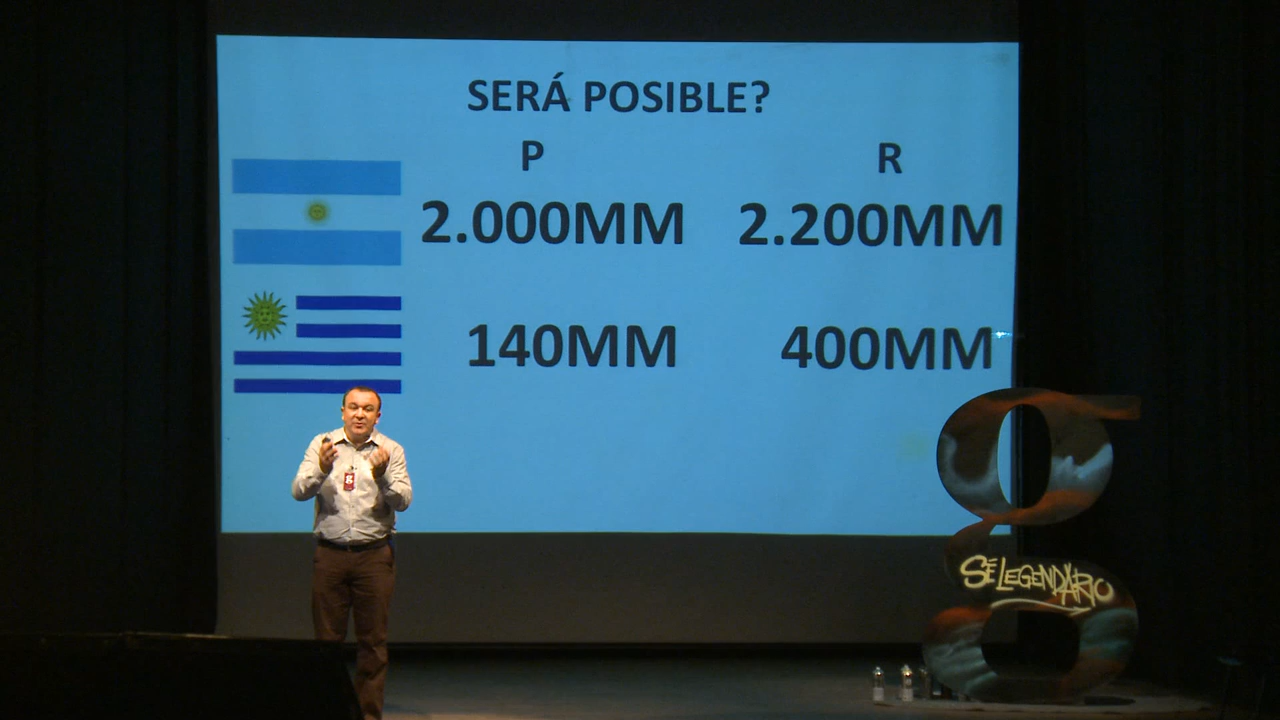 SERÁ POSIBLE?
P R
2.000MM 2.200MM
140MM 400MM
g
SÉ LEGENDARIO